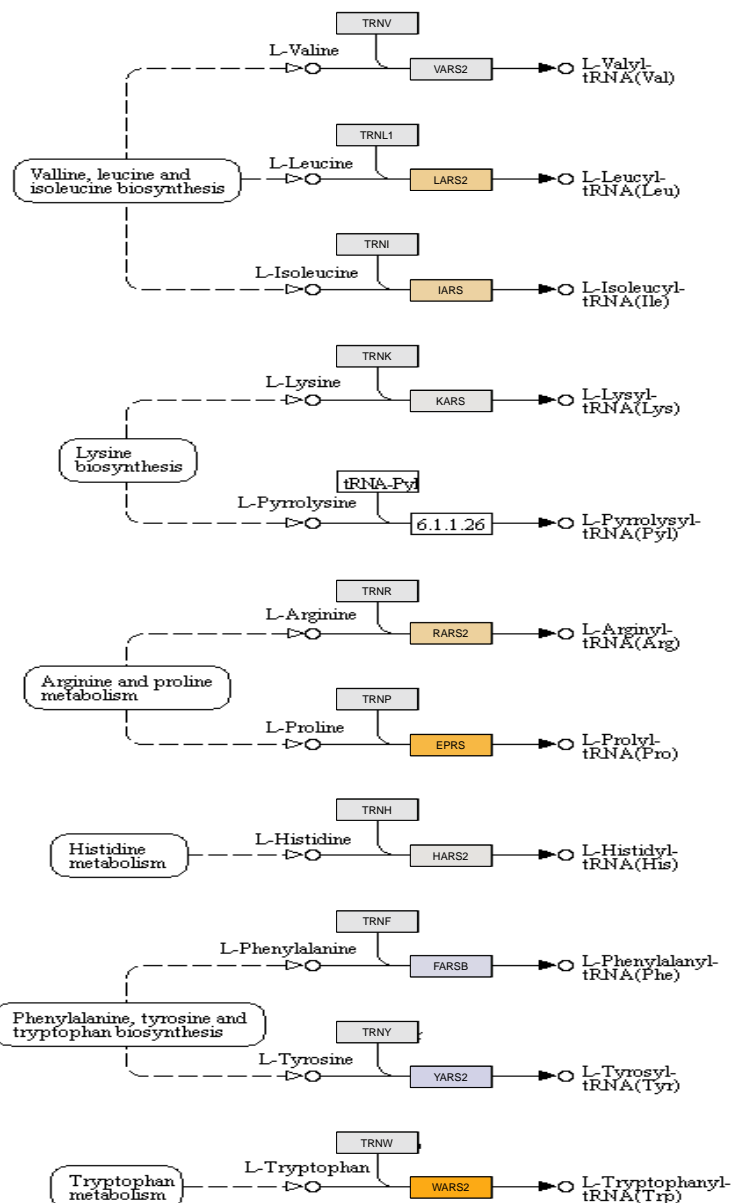 TRNV
L-Valine
VARS2
L-Valyl-
tRNA(Val)
TRNL1
L-Leucine
Valline, leucine and
isoleucine biosynthesis
LARS2
L-Leucyl-
tRNA(Leu)
TRNI
L-Isoleucine
IARS
L-Isoleucyl-
tRNA(Ile)
TRNK
L-Lysine
KARS
L-Lysyl-
tRNA(Lys)
Lysine
biosynthesis
tRNA-Pyl
L-Pyrrolysine
6.1.1.26
L-Pyrrolysyl-
tRNA(Pyl)
TRNR
L-Arginine
RARS2
L-Arginyl-
tRNA(Arg)
Arginine and proline
metabolism
TRNP
L-Proline
EPRS
L-Prolyl-
tRNA(Pro)
TRNH
L-Histidine
Histidine
metabolism
HARS2
L-Histidyl-
tRNA(His)
TRNF
L-Phenylalanine
FARSB
L-Phenylalanyl-
tRNA(Phe)
Phenylalanine, tyrosine and
tryptophan biosynthesis
TRNY
L-Tyrosine
YARS2
L-Tyrosyl-
tRNA(Tyr)
TRNW
L-Tryptophan
Tryptophan
metabolism
WARS2
L-Tryptophanyl-
tRNA(Trp)